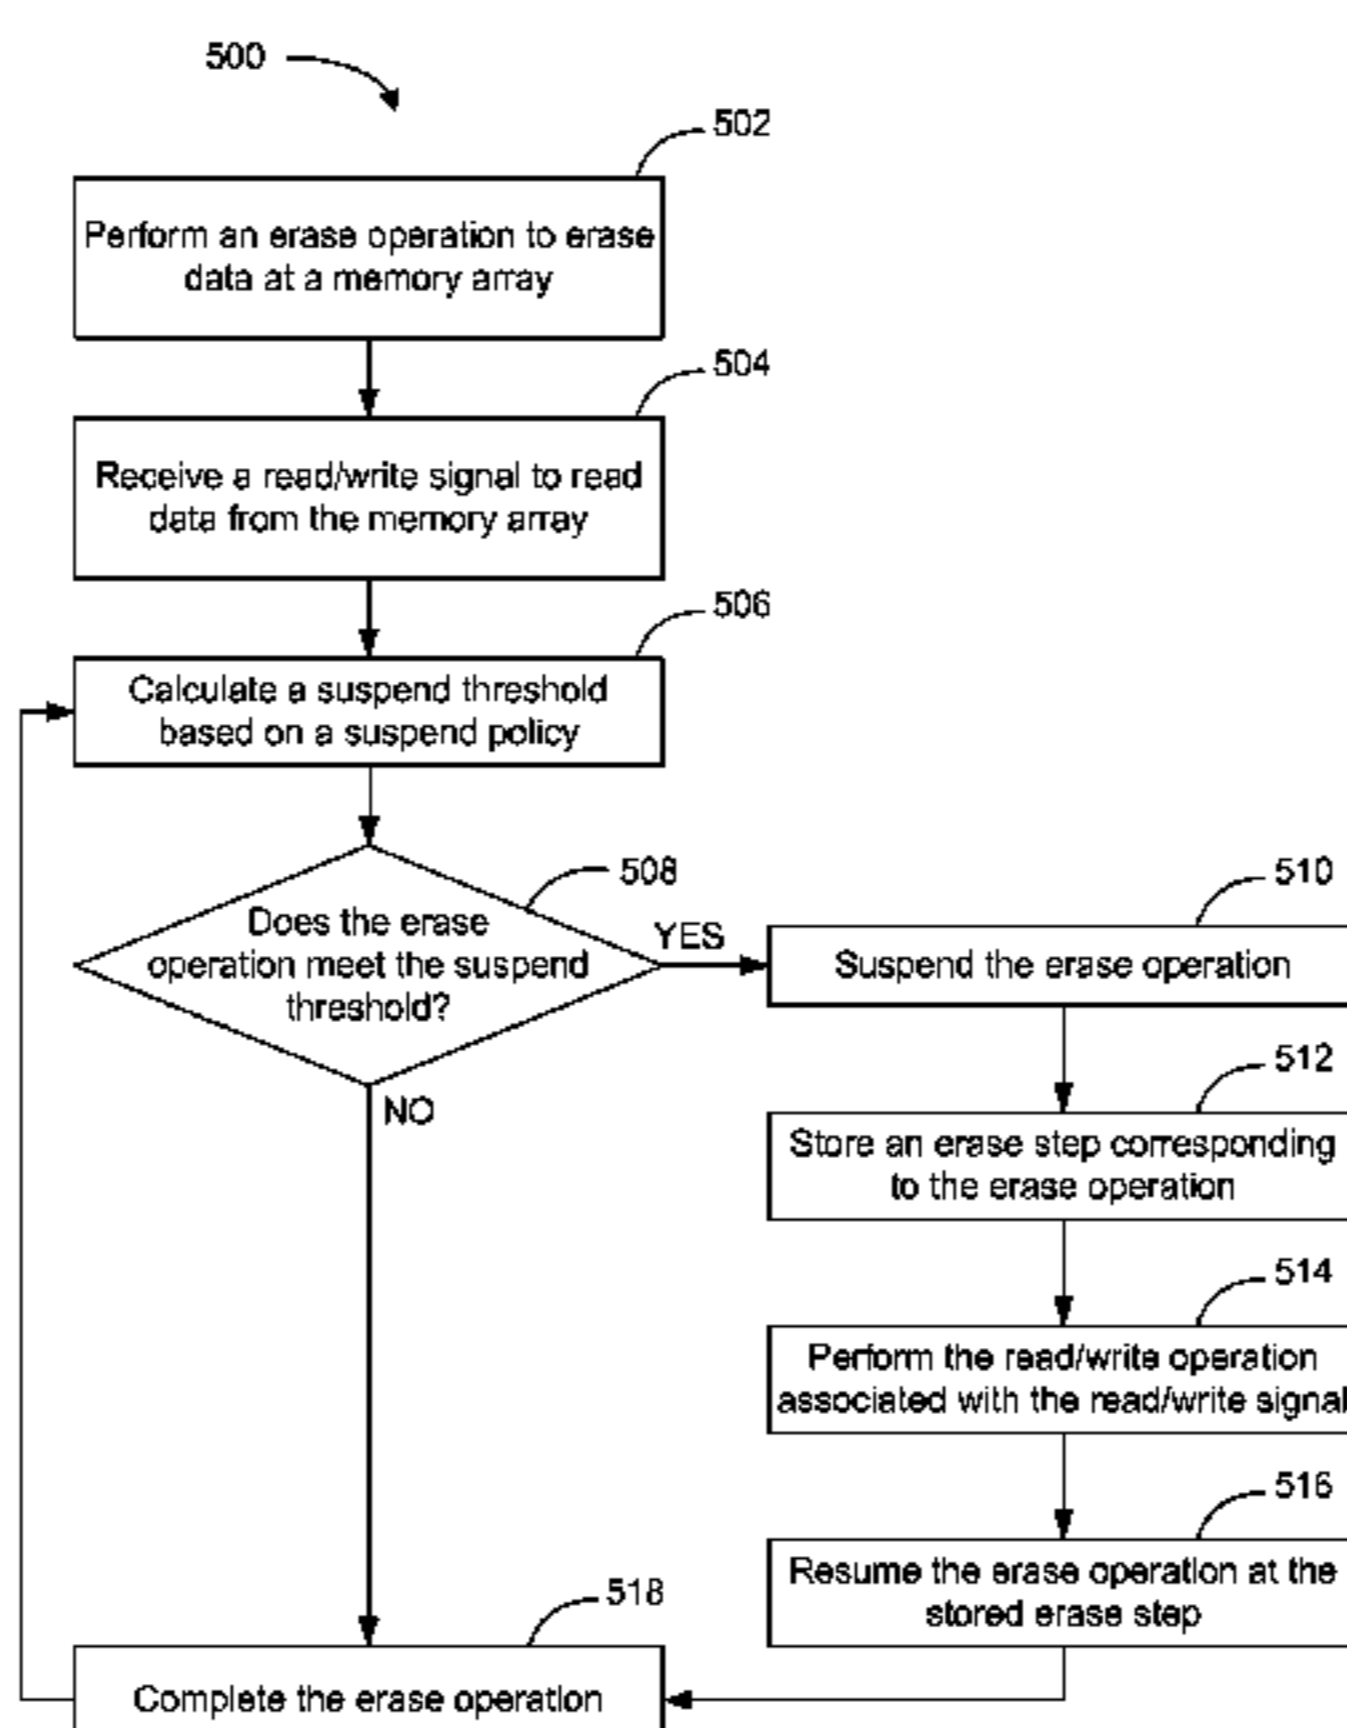 500
502
Perform an erase operation to erase
data at a memory array
504
Receive a read/write signal to read
data from the memory array
506
Calculate a suspend threshold
based on a suspend policy
508
Does the erase
operation meet the suspend
threshold?
YES
NO
510
Suspend the erase operation
512
Store an erase step corresponding
to the erase operation
514
Perform the read/write operation
associated with the read/write signal
516
Resume the erase operation at the
stored erase step
518
Complete the erase operation